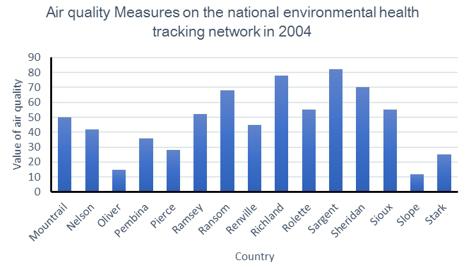 Air quality Measures on the national environmental health
tracking network in 2004
Value of air quality
90
80
70
60
50
40
30
20
10
0
Mountrail
Nelson
Oliver
Pembina
Pierce
Ramsey
Ransom
Renville
Richland
Rolette
Sargent
Sheridan
Sioux
Slope
Stark
Country